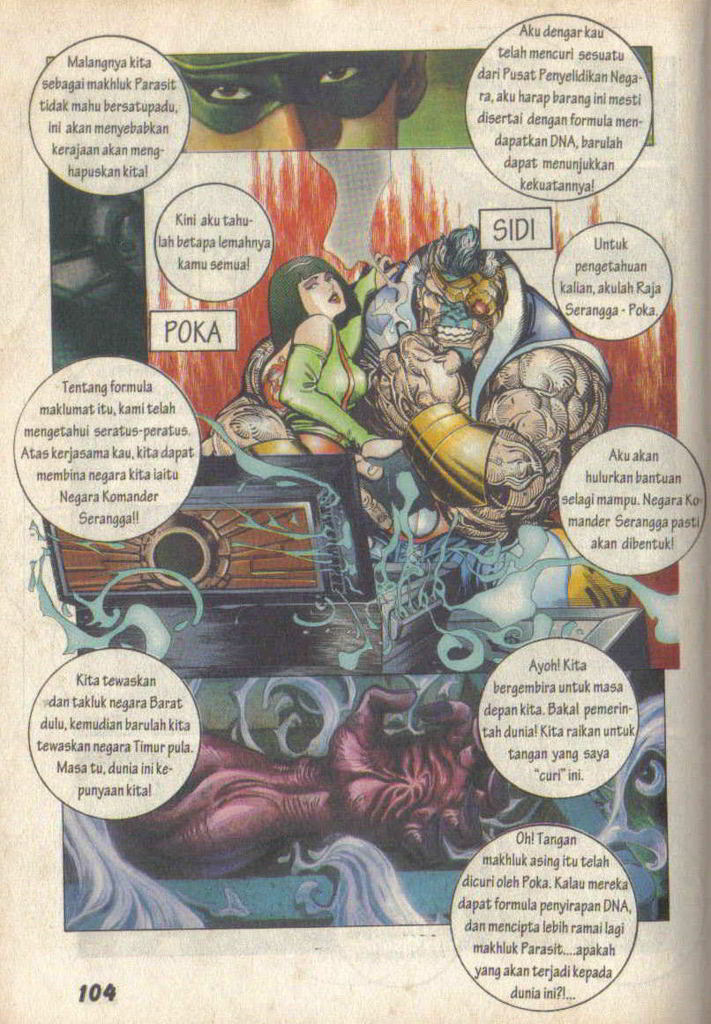 Malangnya kita
sebagai makhluk Parasit
tidak mahu bersatupadu,
ini akan menyebabkan
kerajaan akan meng-
hapuskan kita!
Aku dengar kau
telah mencuri sesuatu
dari Pusat Penyelidikan Nega-
ra, aku harap barang ini mesti
disertai dengan formula men-
dapatkan DNA, barulah
dapat menunjukkan
kekuatannya!
Kini aku tahu-
lah betapa lemahnya
kamu semua!
SIDI
Untuk
pengetahuan
kalian, akulah Raja
Serangga - Poka.
POKA
Tentang formula
maklumat itu, kami telah
mengetahui seratus-peratus.
Atas kerjasama kau, kita dapat
membina negara kita iaitu
Negara Komander
Serangga!!
Aku akan
hulurkan bantuan
selagi mampu. Negara Ko-
mander Serangga pasti
akan dibentuk!
Kita tewaskan
dan takluk negara Barat
dulu, kemudian barulah kita
tewaskan negara Timur pula.
Masa tu, dunia ini ke-
punyaan kita!
Ayoh! Kita
bergembira untuk masa
depan kita. Bakal pemerin-
tah dunia! Kita raikan untuk
tangan yang saya
"curi" ini.
Oh! Tangan
makhluk asing itu telah
dicuri oleh Poka. Kalau mereka
dapat formula penyirapan DNA,
dan mencipta lebih ramai lagi
makhluk Parasit....apakah
yang akan terjadi kepada
dunia ini?!...
104